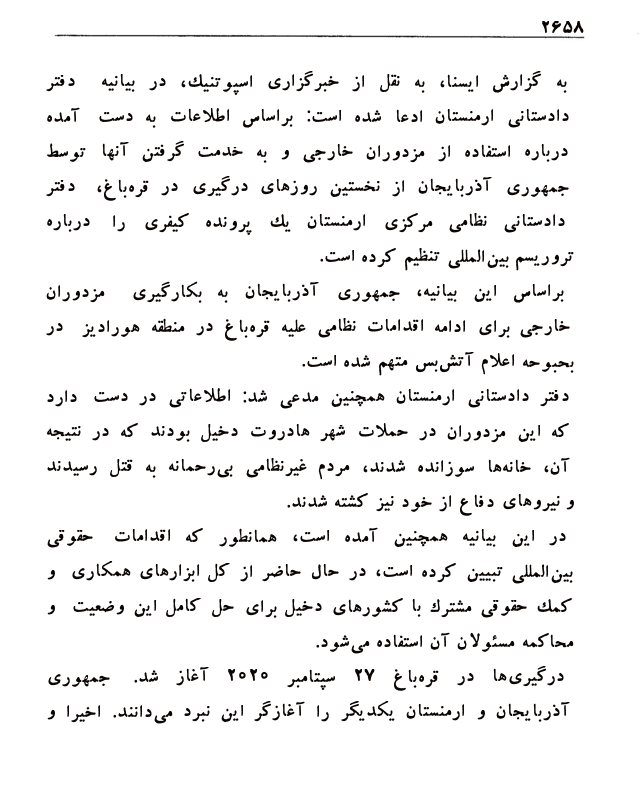 ۲۶۵۸
به گزارش ایسنا، به نقل از خبرگزاری اسپوتنیك، در بیانیه دفتر
دادستانی ارمنستان ادعا شده است: براساس اطلاعات به دست آمده
درباره استفاده از مزدوران خارجی و به خدمت گرفتن آنها توسط
جمهوری آذربایجان از نخستین روزهای درگیری در قره‌باغ، دفتر
دادستانی نظامی مرکزی ارمنستان یك پرونده کیفری را درباره
تروریسم بین‌المللی تنظیم کرده است.
براساس این بیانیه، جمهوری آذربایجان به بکارگیری مزدوران
خارجی برای ادامه اقدامات نظامی علیه قره‌باغ در منطقه هورادیز در
بحبوحه اعلام آتش‌بس متهم شده است.
دفتر دادستانی ارمنستان همچنین مدعی شد: اطلاعاتی در دست دارد
که این مزدوران در حملات شهر هادروت دخیل بودند که در نتیجه
آن، خانه‌ها سوزانده شدند، مردم غیرنظامی بی‌رحمانه به قتل رسیدند
و نیروهای دفاع از خود نیز کشته شدند.
در این بیانیه همچنین آمده است، همانطور که اقدامات حقوقی
بین‌المللی تبیین کرده است، در حال حاضر از کل ابزارهای همکاری و
کمك حقوقی مشترك با کشورهای دخیل برای حل کامل این وضعیت و
محاکمه مسئولان آن استفاده می‌شود.
درگیری‌ها در قره‌باغ ۲۷ سپتامبر ۲۰۲۰ آغاز شد. جمهوری
آذربایجان و ارمنستان یکدیگر را آغازگر این نبرد می‌دانند. اخیرا و